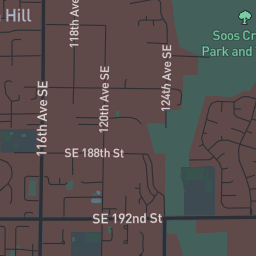 Hill
118th Ave
Soos Cr
Park and
116th Ave SE
120th Ave SE
124th Ave SE
SE 188th St
SE 192nd St